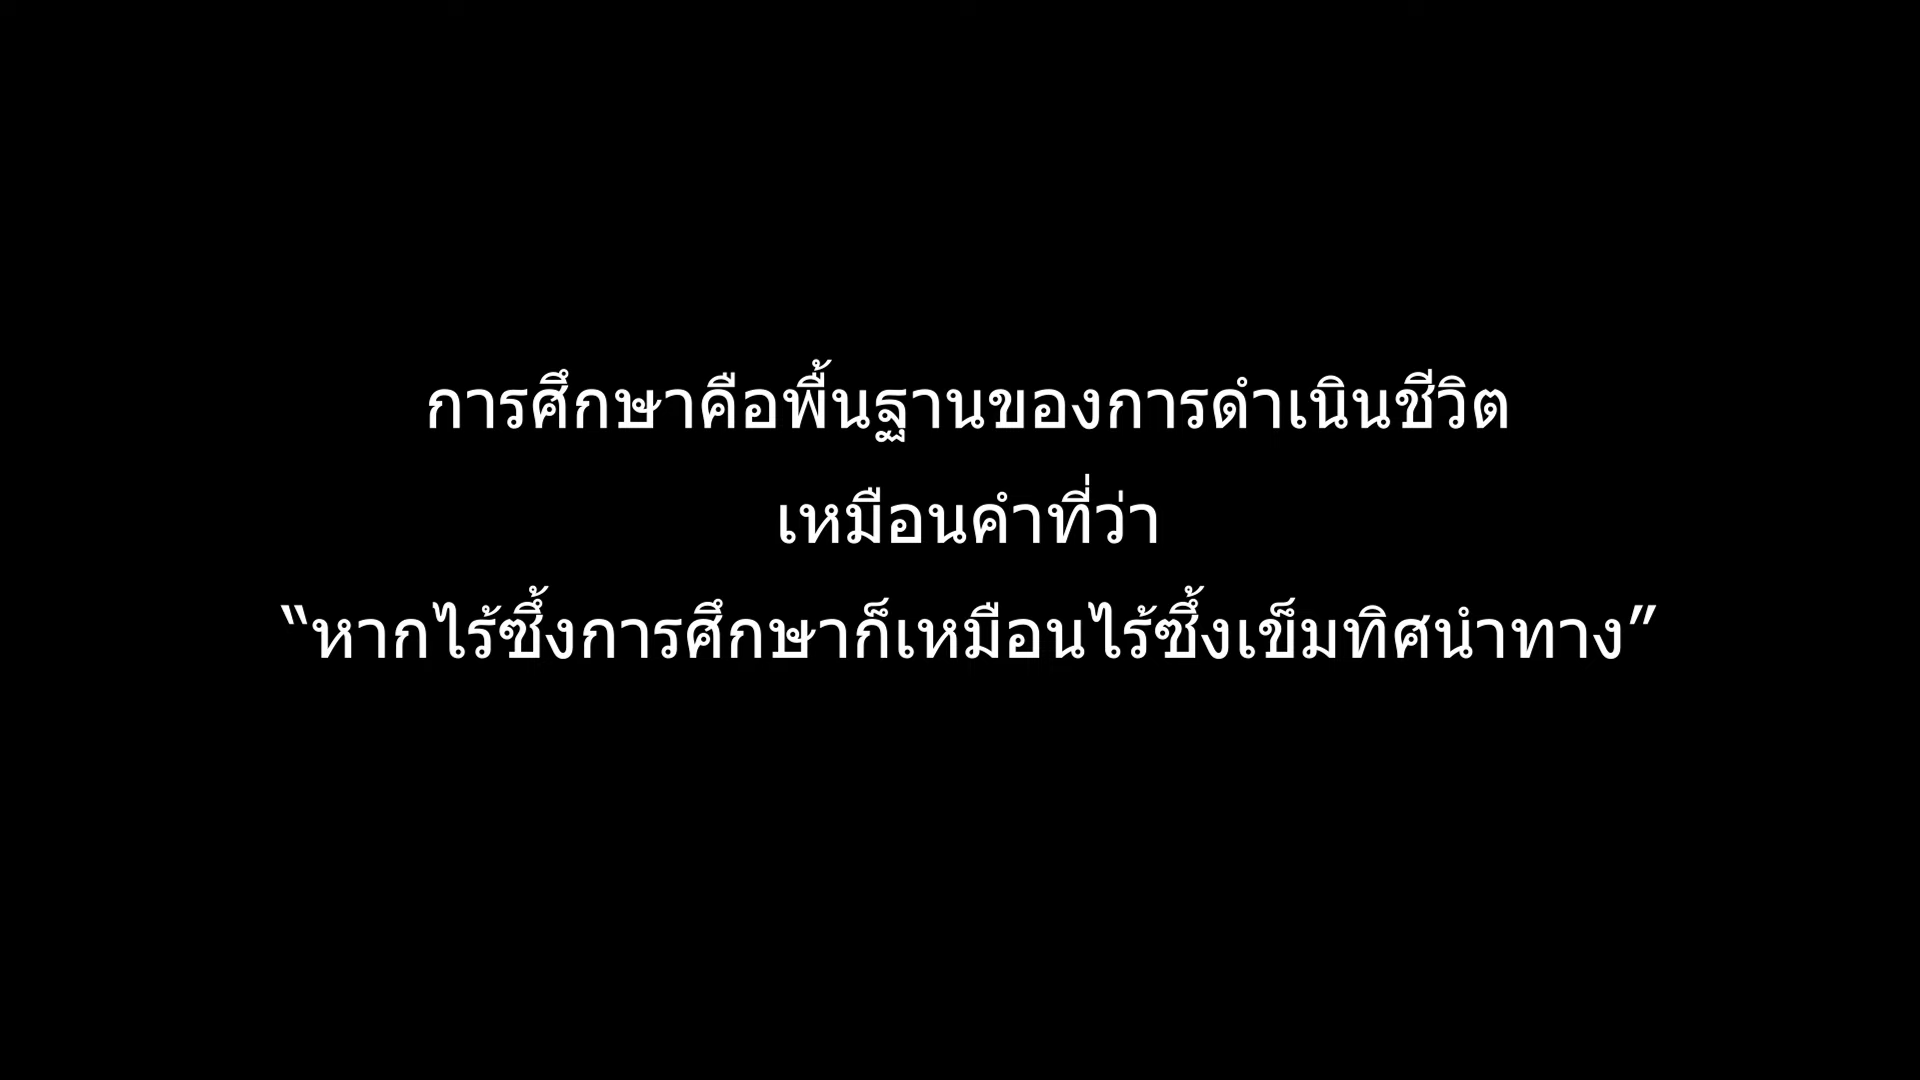 การศึกษาคือพื้นฐานของการดำเนินชีวิต
เหมือนคำที่ว่า
“หากไร้ซึ้งการศึกษาก็เหมือนไร้ซึ้งเข็มทิศนำทาง”